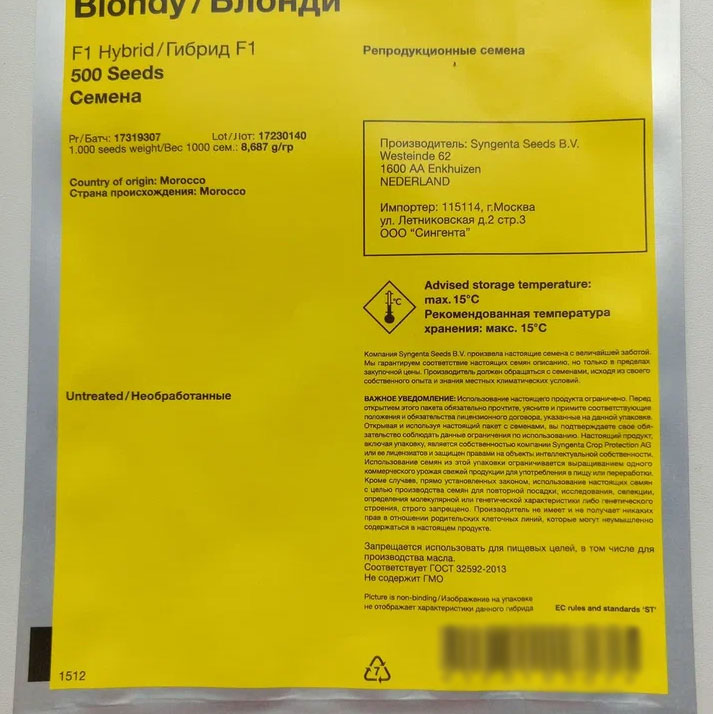 Blondy/Блонди
F1 Hybrid/Гибрид F1
500 Seeds
Семена
Pr/Батч: 17319307 Lot/Лот: 17230140
1.000 seeds weight/Вес 1000 сем.: 8,687 g/гр
Country of origin: Morocco
Страна происхождения: Morocco
Untreated/Необработанные
1512
Репродукционные семена
Производитель: Syngenta Seeds B.V.
Westeinde 62
1600 AA Enkhuizen
NEDERLAND
Импортер: 115114, г.Москва
ул. Летниковская д.2 стр.3
ООО "Сингента"
°C
Advised storage temperature:
max. 15°C
Рекомендованная температура
хранения: макс. 15°C
Компания Syngenta Seeds B.V. произвела настоящие семена с величайшей заботой.
Мы гарантируем соответствие настоящих семян описанию, но только в пределах
закупочной цены. Производитель должен обращаться с семенами, исходя из своего
собственного опыта и знания местных климатических условий.
ВАЖНОЕ УВЕДОМЛЕНИЕ: Использование настоящего продукта ограничено. Перед
открытием этого пакета обязательно прочтите, уясните и примите соответствующие
положения и обязательства лицензионного договора, указанные на данной упаковке.
Открывая и используя настоящий пакет с семенами, вы подтверждаете свое обя-
зательство соблюдать данные ограничения по использованию. Настоящий продукт,
включая упаковку, является собственностью компании Syngenta Crop Protection AG
или ее лицензиатов и защищен правами на объекты интеллектуальной собственности.
Использование семян из этой упаковки ограничивается выращиванием одного
коммерческого урожая свежей продукции для употребления в пищу или переработки.
Кроме случаев, прямо установленных законом, использование настоящих семян
с целью производства семян для повторной посадки, исследования, селекции,
определения молекулярной или генетической характеристики либо генетического
строения, строго запрещено. Производитель не имеет и не получает никаких
прав в отношении родительских клеточных линий, которые могут неумышленно
содержаться в настоящем продукте.
Запрещается использовать для пищевых целей, в том числе для
производства масла.
Соответствует ГОСТ 32592-2013
Не содержит ГМО
Picture is non-binding/Изображение на упаковке
не отображает характеристики данного гибрида EC rules and standards 'ST'
7